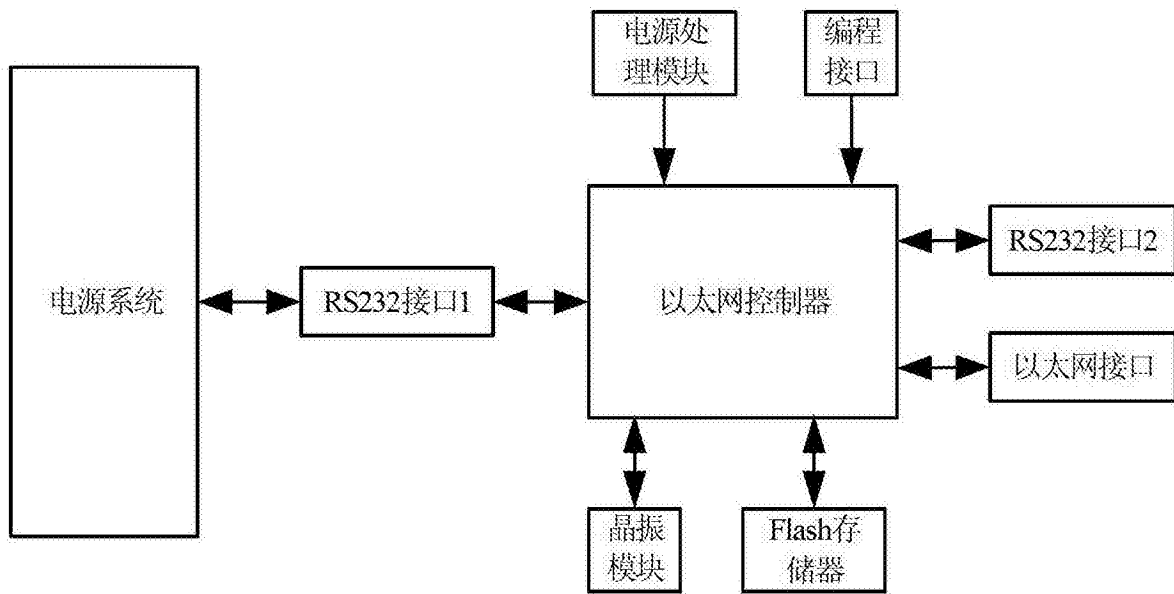 电源处
理模块
编程
接口
电源系统
RS232接口1
以太网控制器
RS232接口2
以太网接口
晶振
模块
Flash存
储器